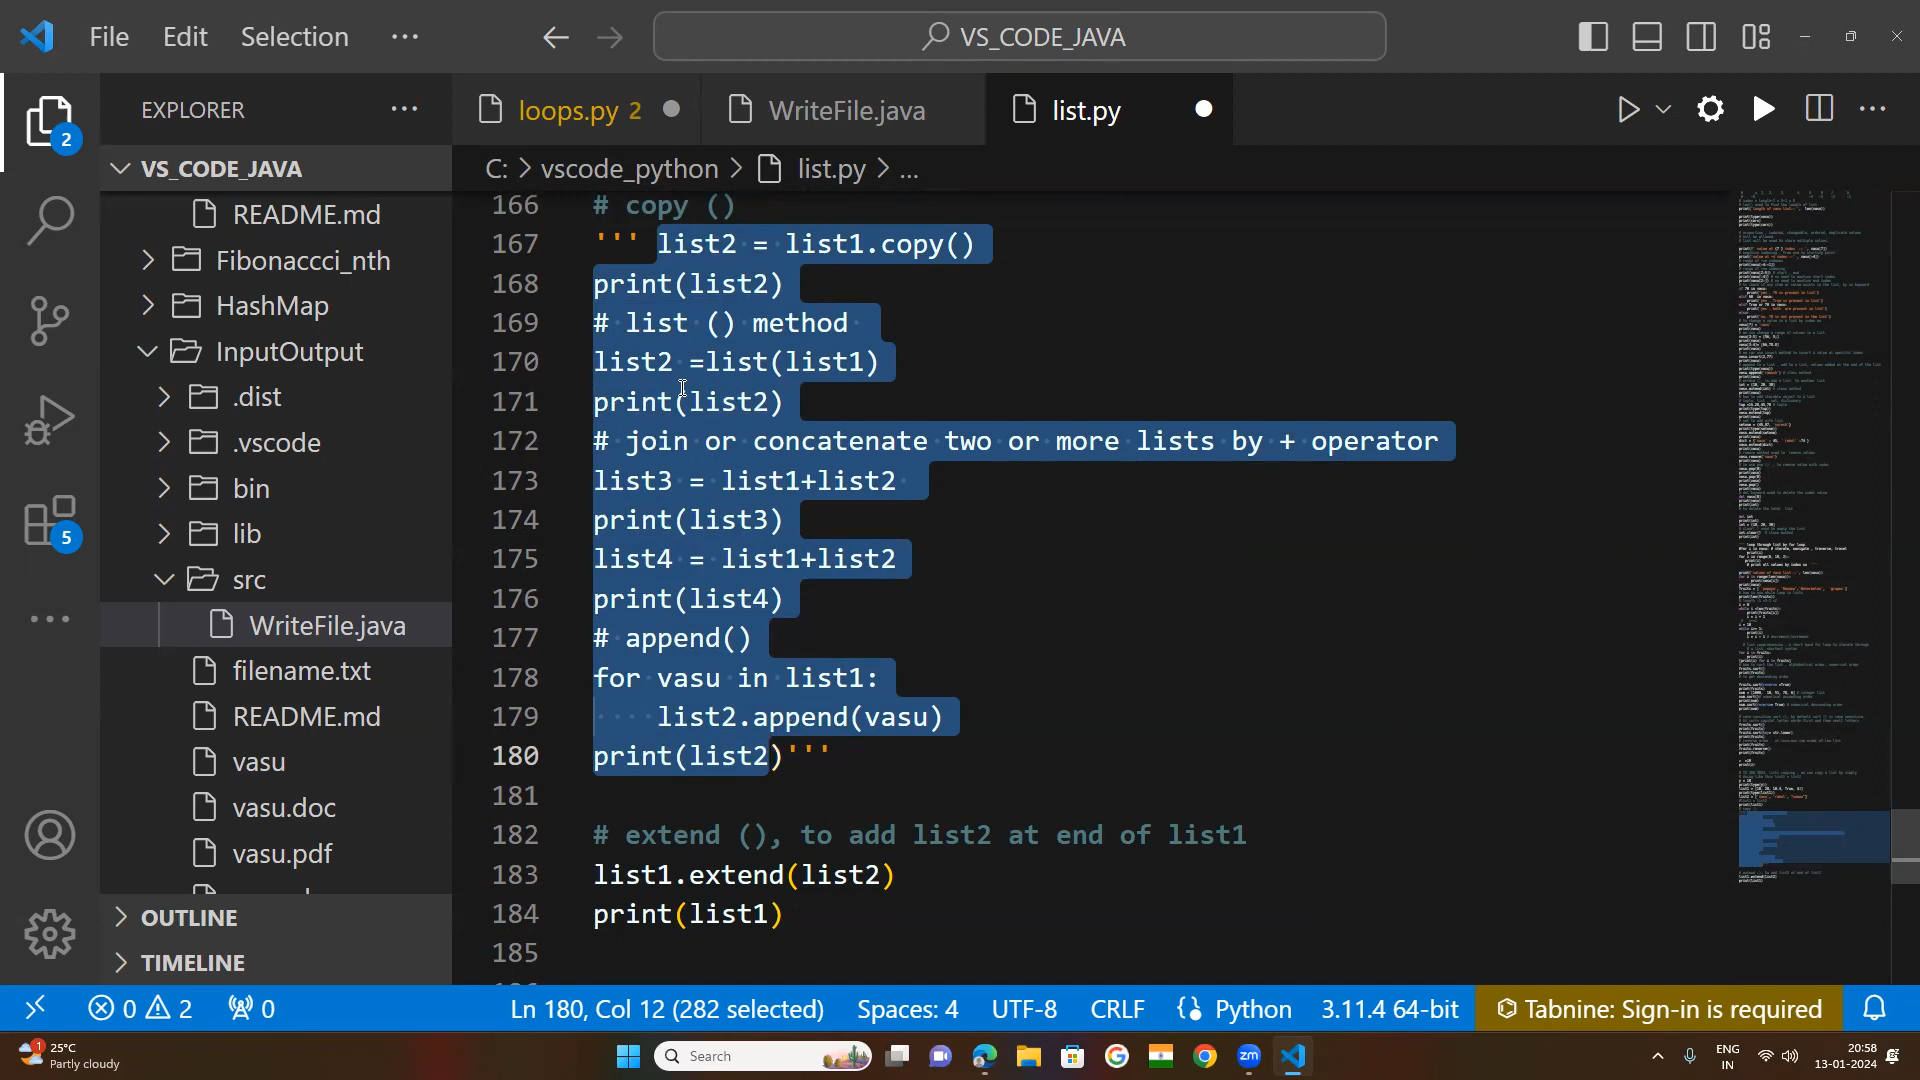 File Edit Selection ··· VS_CODE_JAVA
EXPLORER ···
loops.py 2 WriteFile.java list.py
2
VS_CODE_JAVA
C: > vscode_python > list.py > ...
README.md
Fibonaccci_nth
HashMap
InputOutput
.dist
.vscode
bin
lib
src
WriteFile.java
filename.txt
README.md
vasu
vasu.doc
vasu.pdf
5
OUTLINE
TIMELINE
166 # copy ()
167 ''' list2 = list1.copy()
168 print(list2)
169 # list () method
170 list2 =list(list1)
171 print(list2)
172 # join or concatenate two or more lists by + operator
173 list3 = list1+list2
174 print(list3)
175 list4 = list1+list2
176 print(list4)
177 # append()
178 for vasu in list1:
179 list2.append(vasu)
180 print(list2)'''
181
182 # extend (), to add list2 at end of list1
183 list1.extend(list2)
184 print(list1)
185
0 2 0 Ln 180, Col 12 (282 selected) Spaces: 4 UTF-8 CRLF Python 3.11.4 64-bit Tabnine: Sign-in is required
1 25°C
Partly cloudy
Search
zm
ENG
IN
20:58
13-01-2024